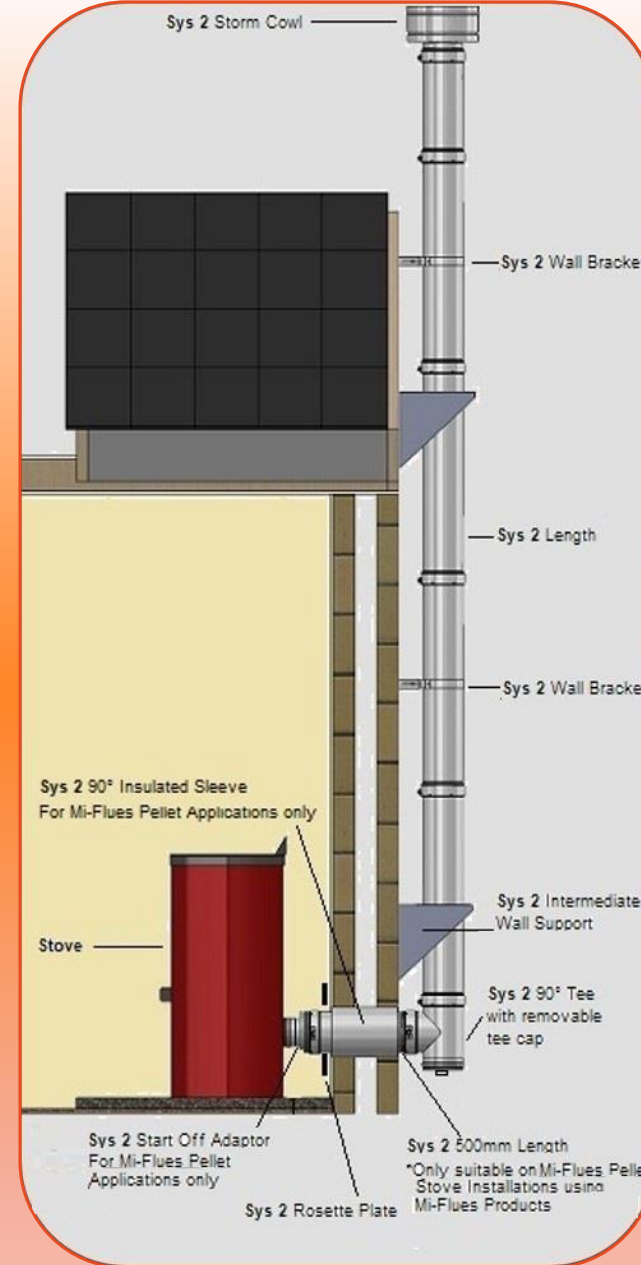 Sys 2 Storm Cowl
Sys 2 Wall Bracke
Sys 2 Length
Sys 2 Wall Bracke
Sys 2 90° Insulated Sleeve
For Mi-Flues Pellet Applications only
Stove
Sys 2 Intermediate
Wall Support
Sys 2 90° Tee
with removable
tee cap
Sys 2 Start Off Adaptor
For Mi-Flues Pellet
Applications only
Sys 2 500mm Length
*Only suitable on Mi-Flues Pelle
Stove Installations using
Mi-Flues Products
Sys 2 Rosette Plate